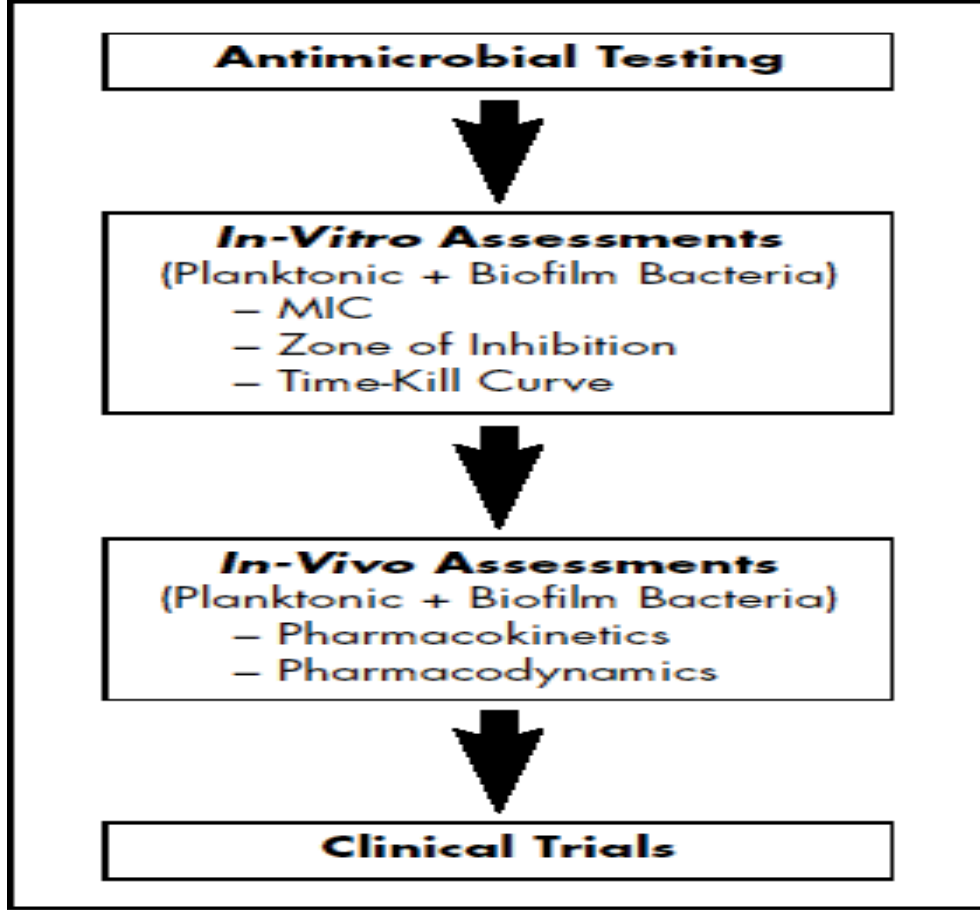 Antimicrobial Testing
In-Vitro Assessments
(Planktonic + Biofilm Bacteria)
– MIC
– Zone of Inhibition
– Time-Kill Curve
In-Vivo Assessments
(Planktonic + Biofilm Bacteria)
– Pharmacokinetics
– Pharmacodynamics
Clinical Trials